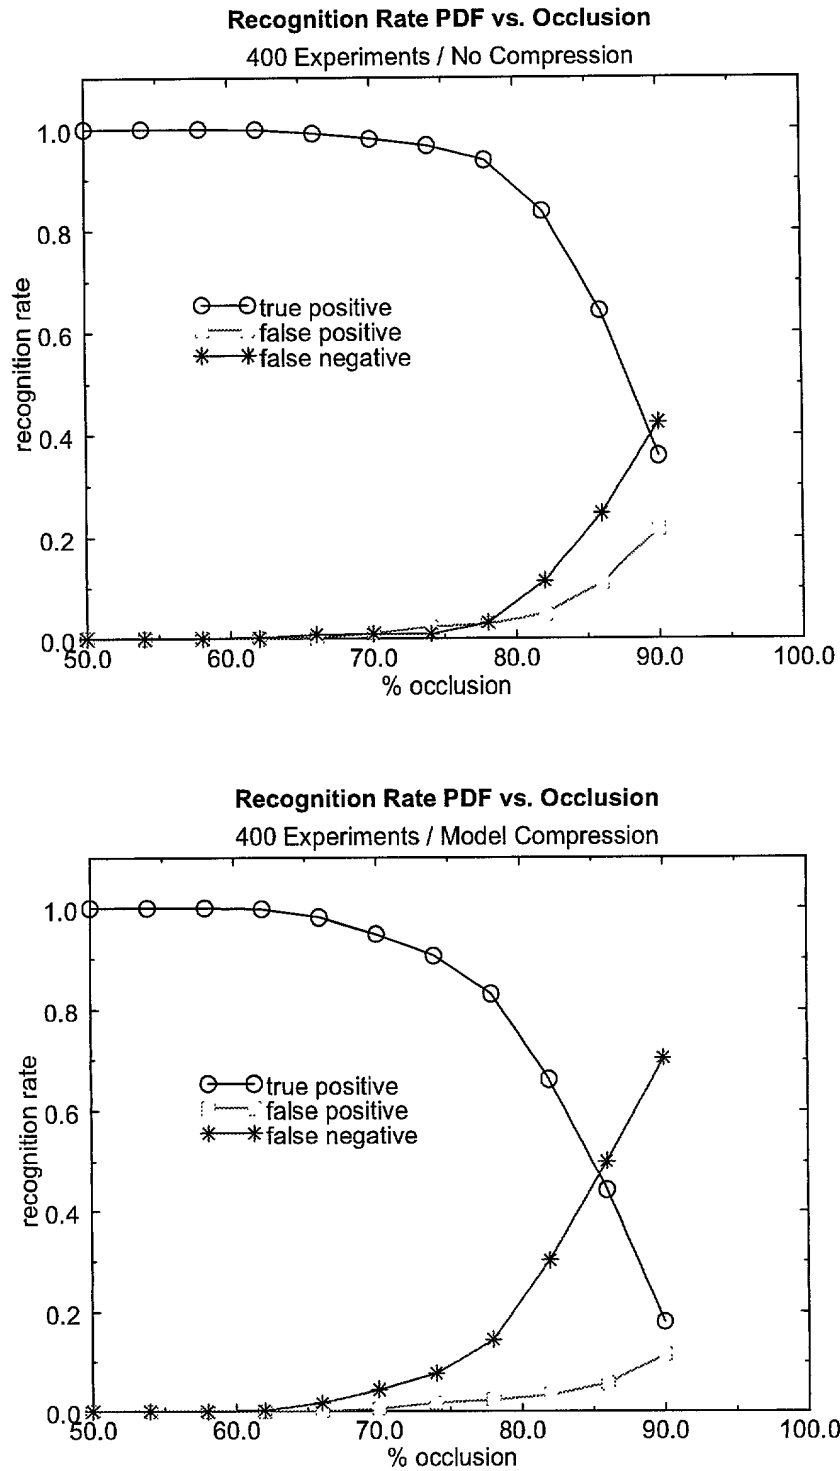 Recognition Rate PDF vs. Occlusion
400 Experiments / No Compression
1.0
0.8
0.6
0.4
0.2
0.0
recognition rate
true positive
false positive
false negative
50.0 60.0 70.0 80.0 90.0 100.0
% occlusion
Recognition Rate PDF vs. Occlusion
400 Experiments / Model Compression
1.0
0.8
0.6
0.4
0.2
0.0
recognition rate
true positive
false positive
false negative
50.0 60.0 70.0 80.0 90.0 100.0
% occlusion